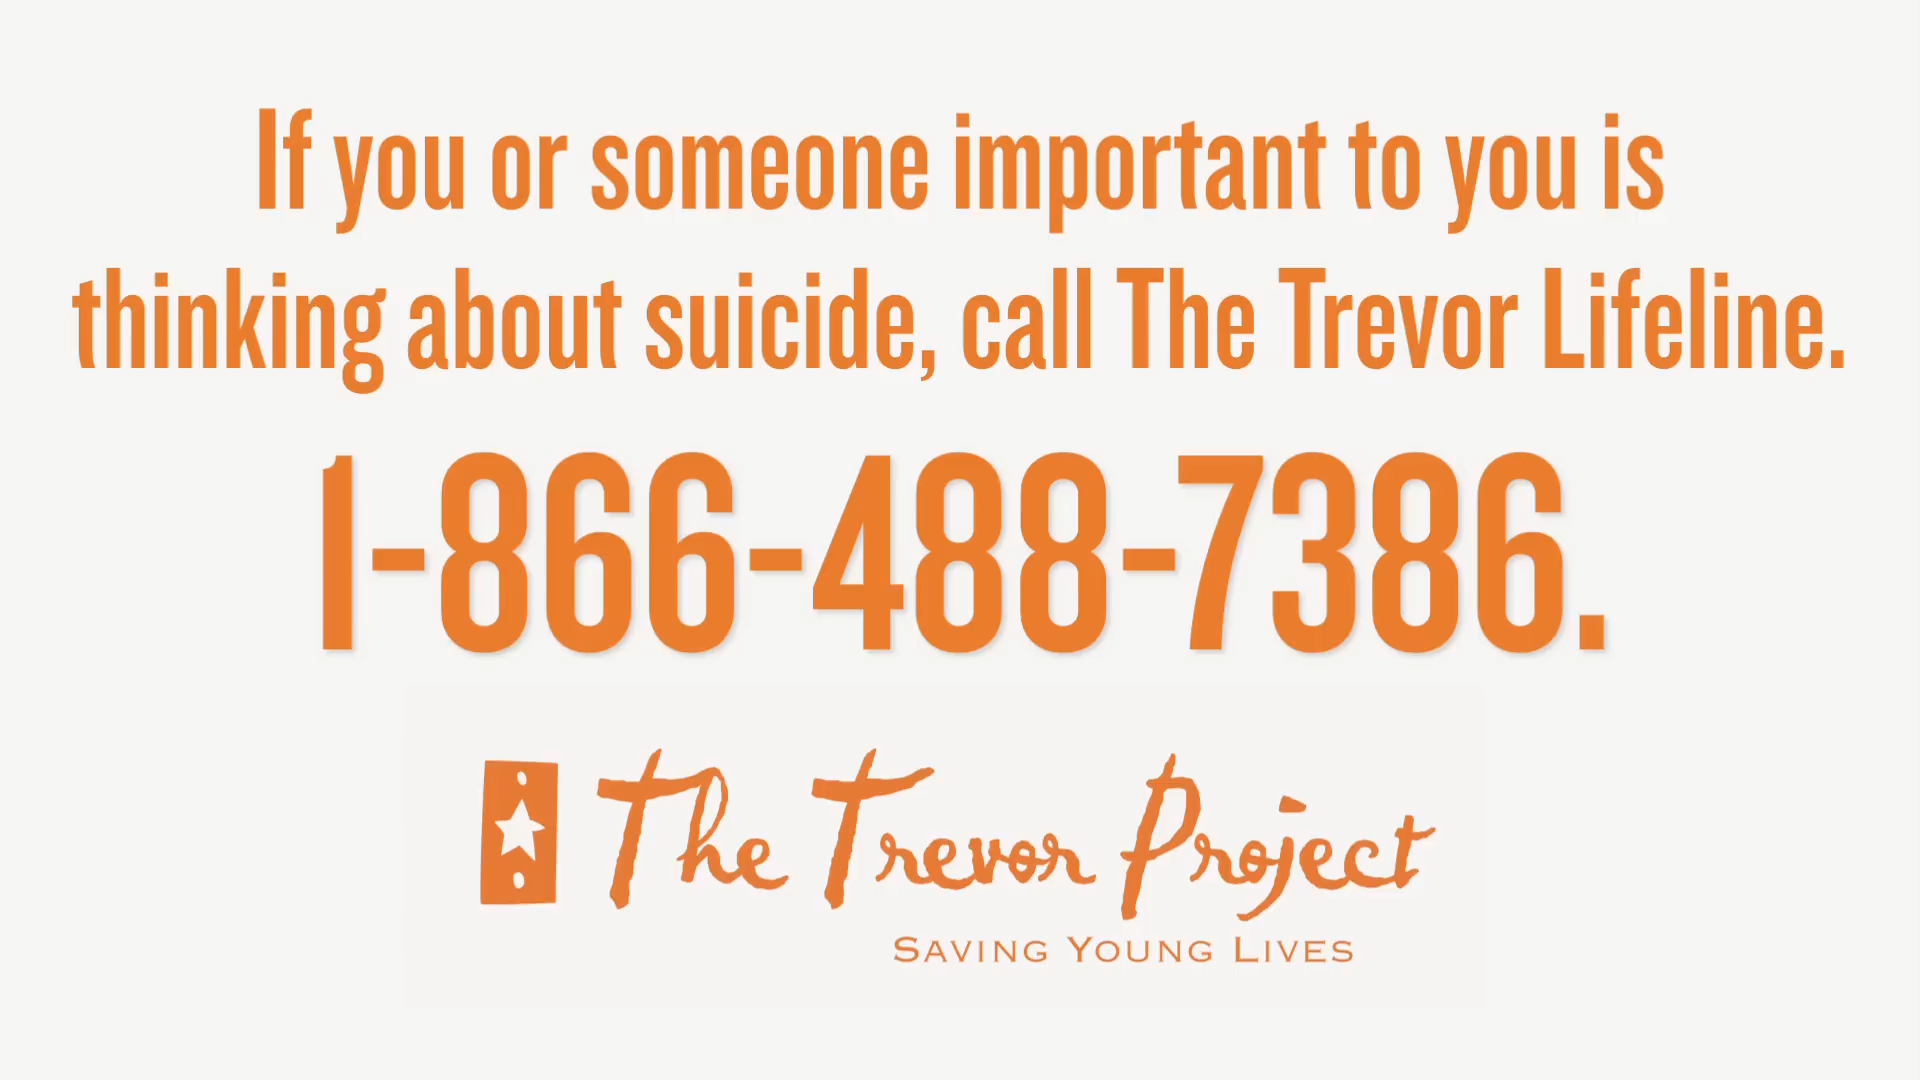 If you or someone important to you is
thinking about suicide, call The Trevor Lifeline.
1-866-488-7386.
The Trevor Project
Saving Young Lives